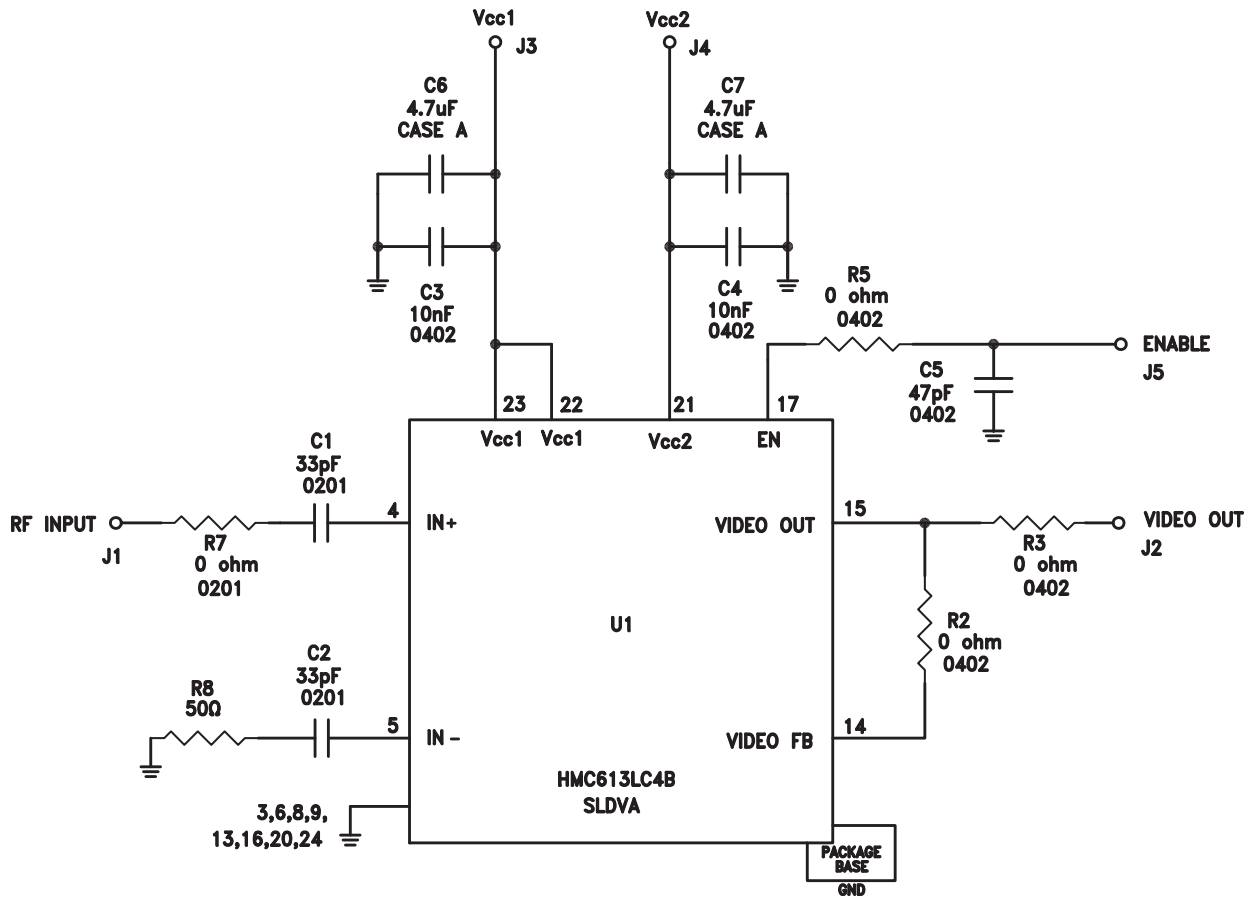 Vcc1
J3
Vcc2
J4
C6
4.7uF
CASE A
C7
4.7uF
CASE A
C3
10nF
0402
C4
10nF
0402
R5
0 ohm
0402
ENABLE
J5
C5
47pF
0402
23
22
21
17
Vcc1
Vcc1
Vcc2
EN
C1
33pF
0201
RF INPUT
J1
R7
0 ohm
0201
4
IN+
15
VIDEO OUT
VIDEO OUT
J2
R3
0 ohm
0402
U1
R2
0 ohm
0402
C2
33pF
0201
R8
50Ω
5
IN -
14
VIDEO FB
HMC613LC4B
SLDVA
3,6,8,9,
13,16,20,24
PACKAGE
BASE
GND